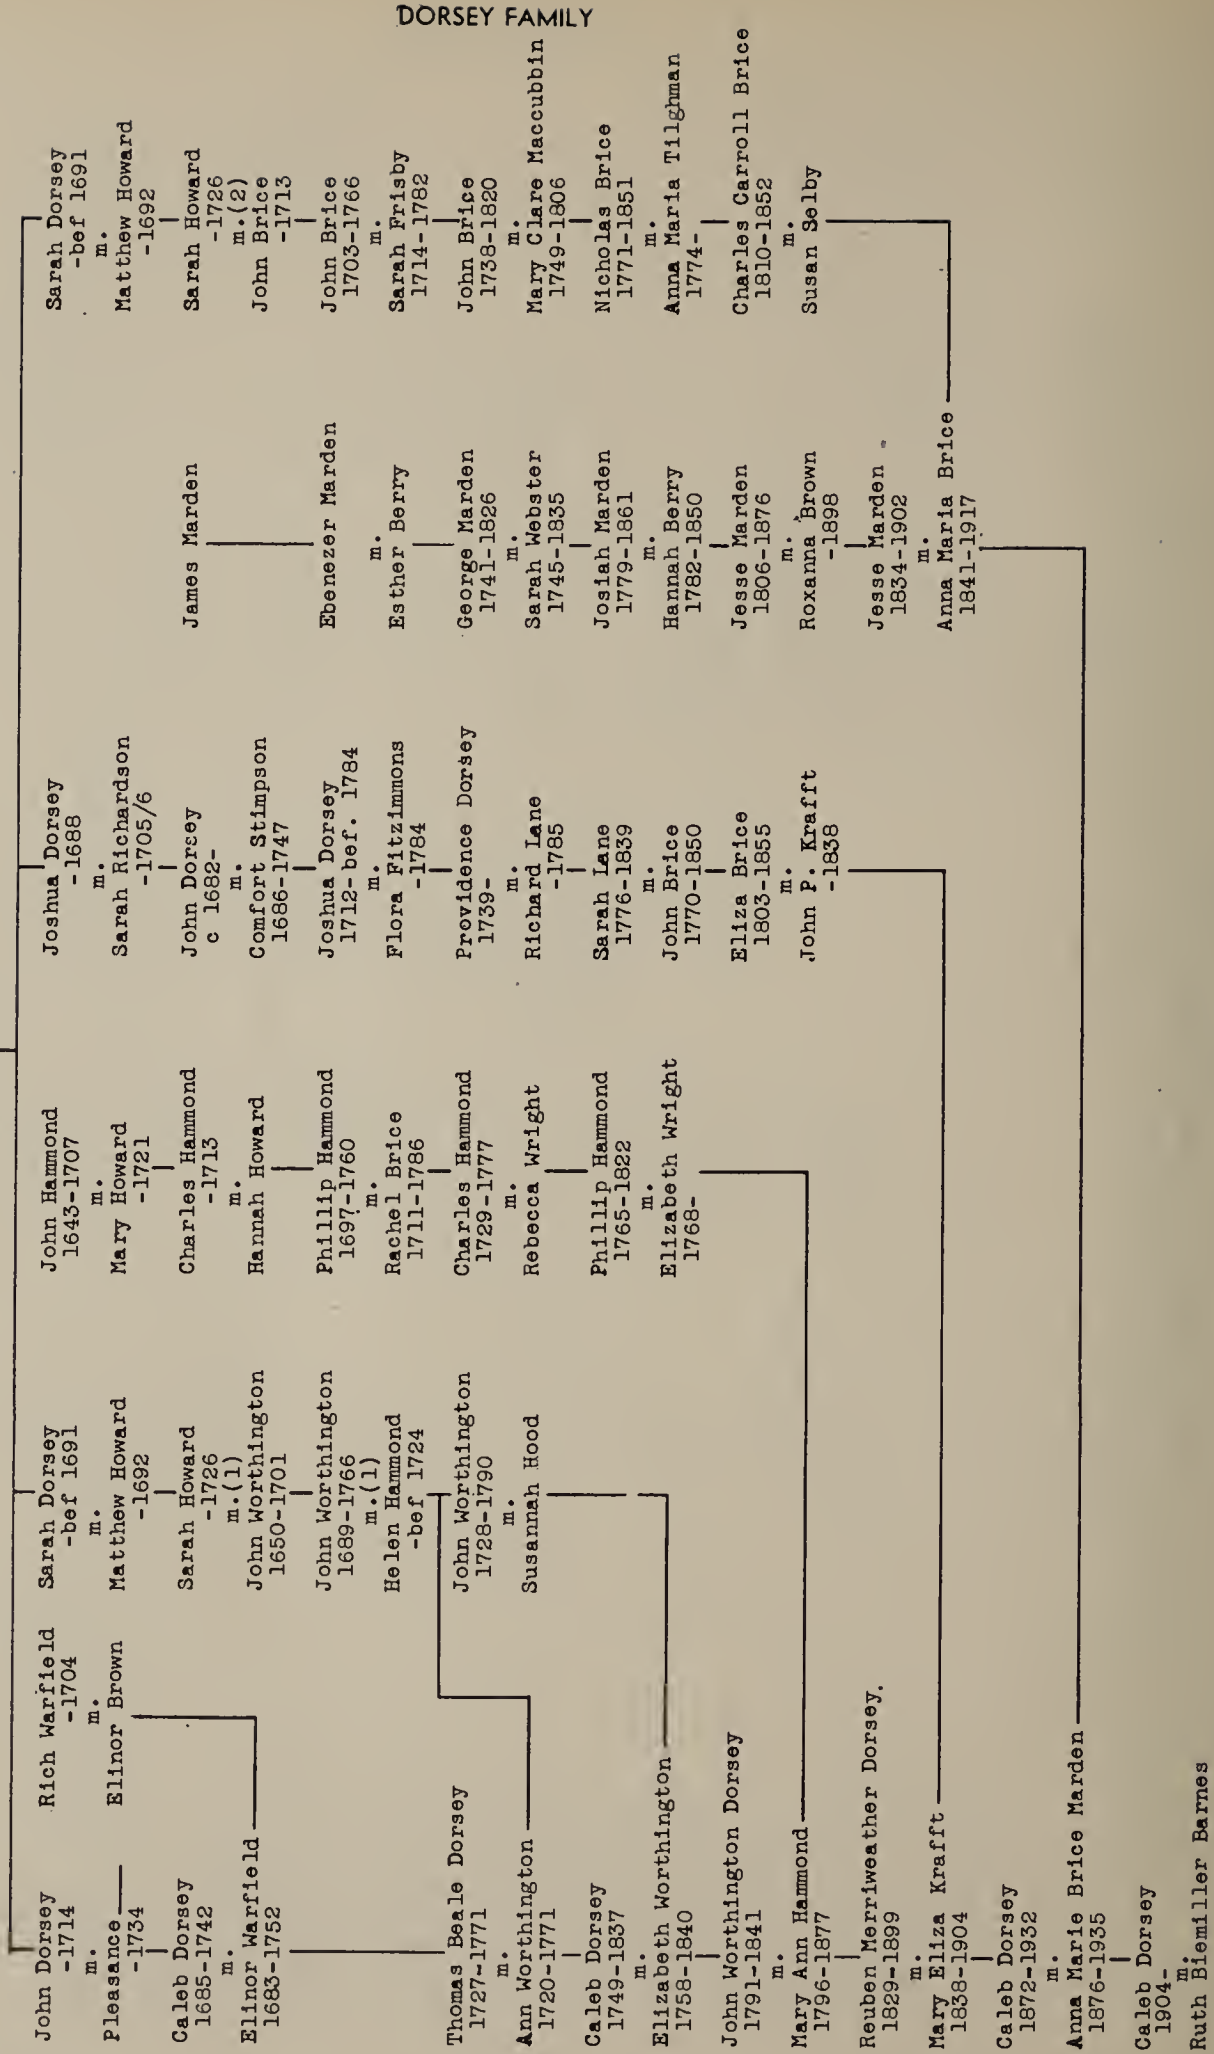 DORSEY FAMILY
John Dorsey
-1714
m.
Pleasance
-1734
Caleb Dorsey
1685-1742
m.
Elinor Warfield
1683-1752
Thomas Beale Dorsey
1727-1771
m.
Ann Worthington
1720-1771
Caleb Dorsey
1749-1837
m.
Elizabeth Worthington
1758-1840
John Worthington Dorsey
1791-1841
m.
Mary Ann Hammond
1796-1877
Reuben Merriweather Dorsey.
1829-1899
m.
Mary Eliza Krafft
1838-1904
Caleb Dorsey
1872-1932
m.
Anna Marie Brice Marden
1876-1935
Caleb Dorsey
1904-
m.
Ruth Biemiller Barnes
Rich Warfield
-1704
m.
Elinor Brown
Sarah Dorsey
-bef 1691
m.
Matthew Howard
-1692
Sarah Howard
-1726
m.(1)
John Worthington
1650-1701
John Worthington
1689-1766
m.(1)
Helen Hammond
-bef 1724
John Worthington
1728-1790
m.
Susannah Hood
John Hammond
1643-1707
m.
Mary Howard
-1721
Charles Hammond
-1713
m.
Hannah Howard
Phillip Hammond
1697-1760
m.
Rachel Brice
1711-1786
Charles Hammond
1729-1777
m.
Rebecca Wright
Phillip Hammond
1765-1822
m.
Elizabeth Wright
1768-
Joshua Dorsey
-1688
m.
Sarah Richardson
-1705/6
John Dorsey
c 1682-
m.
Comfort Stimpson
1686-1747
Joshua Dorsey
1712-bef. 1784
m.
Flora Fitzimmons
-1784
Providence Dorsey
1739-
m.
Richard Lane
-1785
Sarah Lane
1776-1839
m.
John Brice
1770-1850
Eliza Brice
1803-1855
m.
John P. Krafft
-1838
James Marden
Ebenezer Marden
m.
Esther Berry
George Marden
1741-1826
m.
Sarah Webster
1745-1835
Josiah Marden
1779-1861
m.
Hannah Berry
1782-1850
Jesse Marden
1806-1876
m.
Roxanna Brown
-1898
Jesse Marden
1834-1902
m.
Anna Maria Brice
1841-1917
Sarah Dorsey
-bef 1691
m.
Matthew Howard
-1692
Sarah Howard
-1726
m.(2)
John Brice
-1713
John Brice
1703-1766
m.
Sarah Frisby
1714-1782
John Brice
1738-1820
m.
Mary Clare Maccubbin
1749-1806
Nicholas Brice
1771-1851
m.
Anna Maria Tilghman
1774-
Charles Carroll Brice
1810-1852
m.
Susan Selby